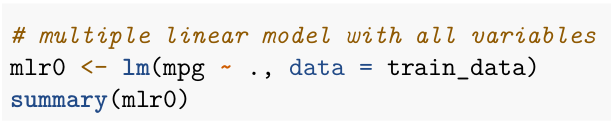 # multiple linear model with all variables
mlr0 <- lm(mpg ~ ., data = train_data)
summary(mlr0)